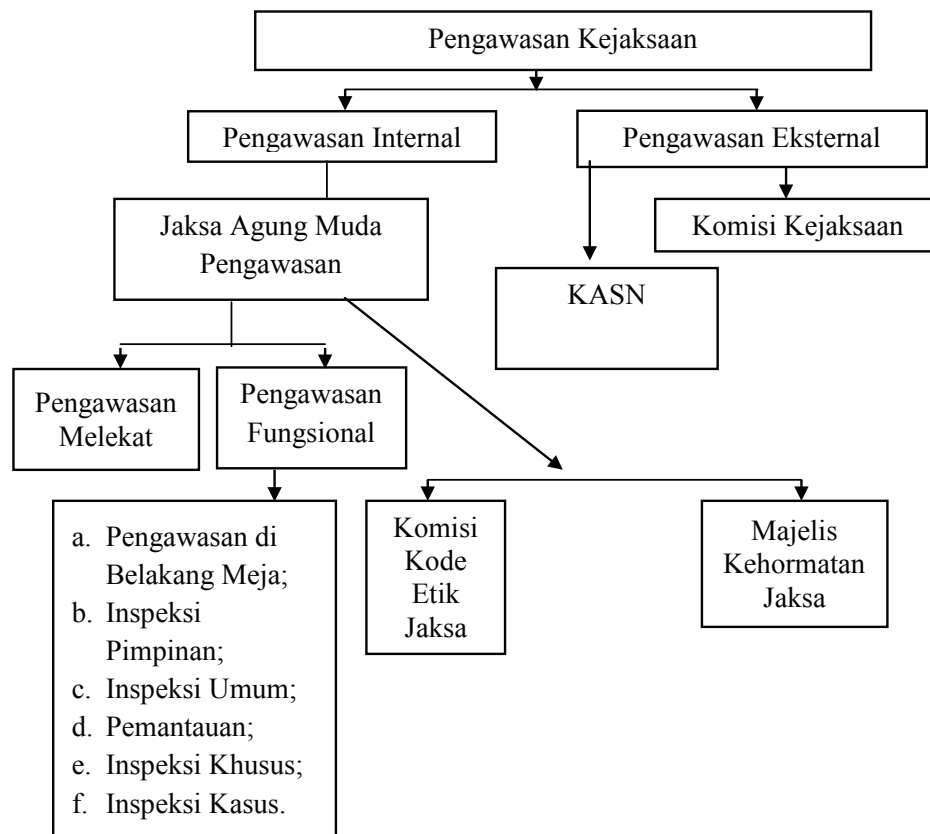 Pengawasan Kejaksaan
Pengawasan Internal
Pengawasan Eksternal
Jaksa Agung Muda
Pengawasan
Komisi Kejaksaan
KASN
Pengawasan
Melekat
Pengawasan
Fungsional
a. Pengawasan di
Belakang Meja;
b. Inspeksi
Pimpinan;
c. Inspeksi Umum;
d. Pemantauan;
e. Inspeksi Khusus;
f. Inspeksi Kasus.
Komisi
Kode
Etik
Jaksa
Majelis
Kehormatan
Jaksa